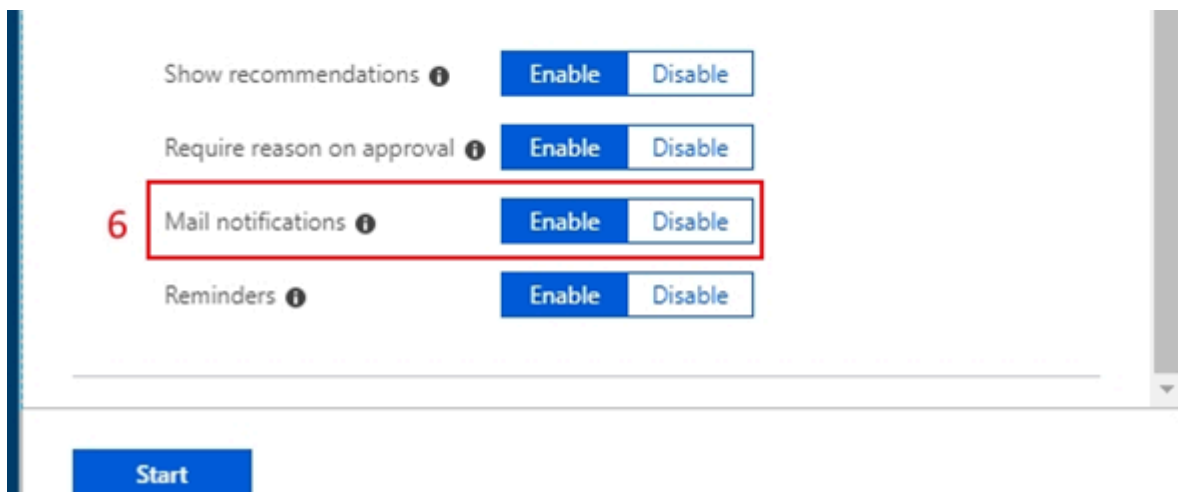 Show recommendations Enable Disable
Require reason on approval Enable Disable
6 Mail notifications Enable Disable
Reminders Enable Disable
Start